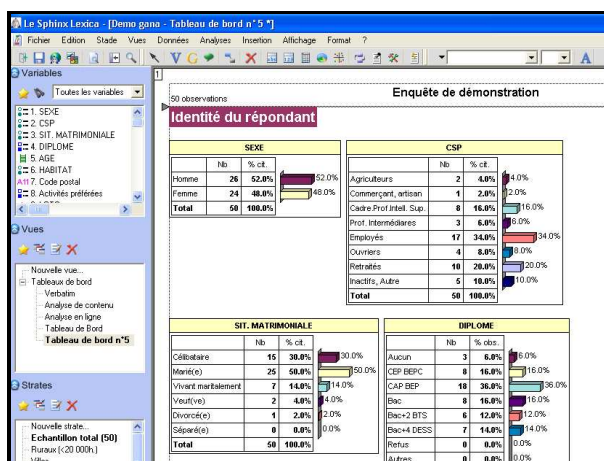 Le Sphinx Lexica - [Demo gana - Tableau de bord n°5 *]
Fichier Edition Stade Vues Données Analyses Insertion Affichage Format ?
Variables
Toutes les variables
1. SEXE
2. CSP
3. SIT. MATRIMONIALE
4. DIPLOME
5. AGE
6. HABITAT
7. Code postal
8. Activités préférées
Vues
Nouvelle vue...
Tableaux de bord
Verbatim
Analyse de contenu
Analyse en ligne
Tableau de Bord
Tableau de bord n°5
Strates
Nouvelle strate...
Echantillon total (50)
Ruraux (<20 000h.)
1
50 observations
Enquête de démonstration
Identité du répondant
SEXE
Nb % cit.
Homme 26 52.0% 52.0%
Femme 24 48.0% 48.0%
Total 50 100.0%
CSP
Nb % cit.
Agriculteurs 2 4.0% 4.0%
Commerçant, artisan 1 2.0% 2.0%
Cadre.Prof.Intell. Sup. 8 16.0% 16.0%
Prof. Intermédiaires 3 6.0% 6.0%
Employés 17 34.0% 34.0%
Ouvriers 4 8.0% 8.0%
Retraités 10 20.0% 20.0%
Inactifs, Autre 5 10.0% 10.0%
Total 50 100.0%
SIT. MATRIMONIALE
Nb % cit.
Célibataire 15 30.0% 30.0%
Marié(e) 25 50.0% 50.0%
Vivant maritalement 7 14.0% 14.0%
Veuf(ve) 2 4.0% 4.0%
Divorcé(e) 1 2.0% 2.0%
Séparé(e) 0 0.0% 0.0%
Total 50 100.0%
DIPLOME
Nb % obs.
Aucun 3 6.0% 6.0%
CEP BEPC 8 16.0% 16.0%
CAP BEP 18 36.0% 36.0%
Bac 8 16.0% 16.0%
Bac+2 BTS 6 12.0% 12.0%
Bac+4 DESS 7 14.0% 14.0%
Refus 0 0.0% 0.0%
Autres 0 0.0% 0.0%